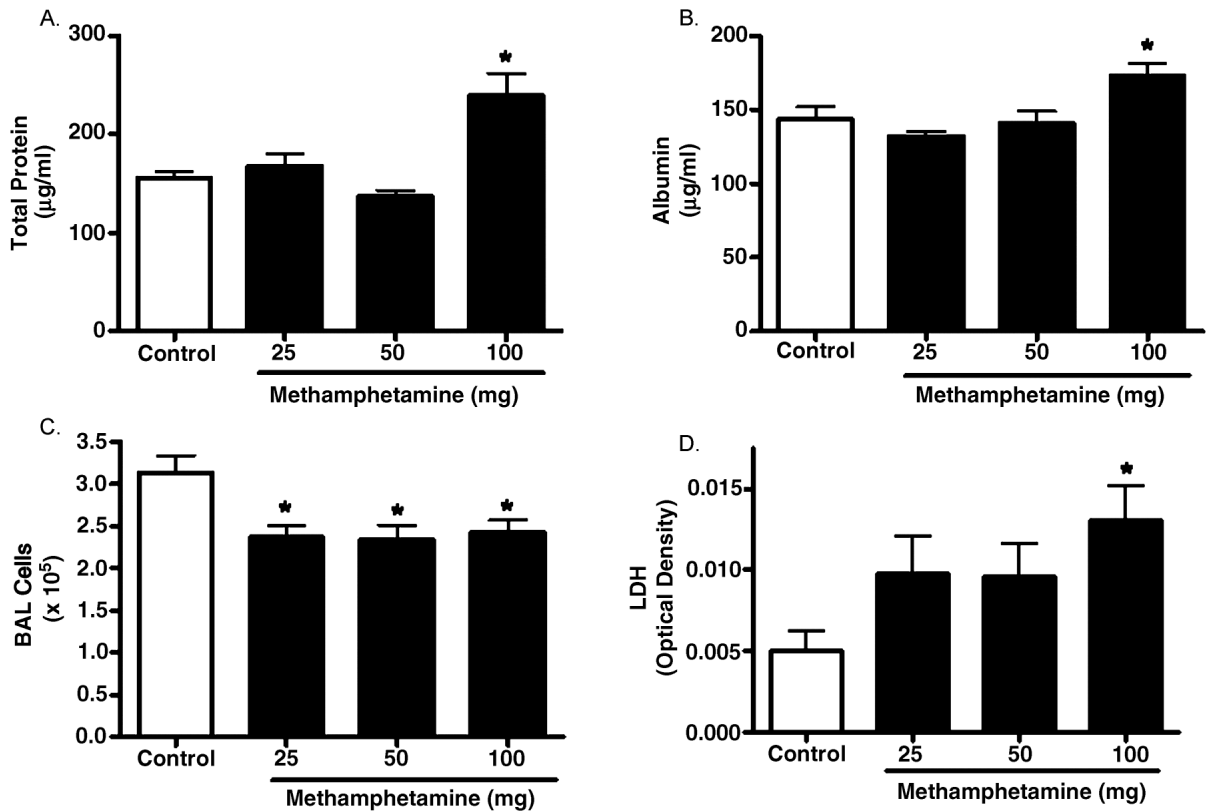 A.
Total Protein
(μg/ml)
300
200
100
0
*
Control 25 50 100
Methamphetamine (mg)
B.
Albumin
(μg/ml)
200
150
100
50
0
*
Control 25 50 100
Methamphetamine (mg)
C.
BAL Cells
(x 10⁵)
3.5
3.0
2.5
2.0
1.5
1.0
0.5
0.0
* * *
Control 25 50 100
Methamphetamine (mg)
D.
LDH
(Optical Density)
0.015
0.010
0.005
0.000
*
Control 25 50 100
Methamphetamine (mg)